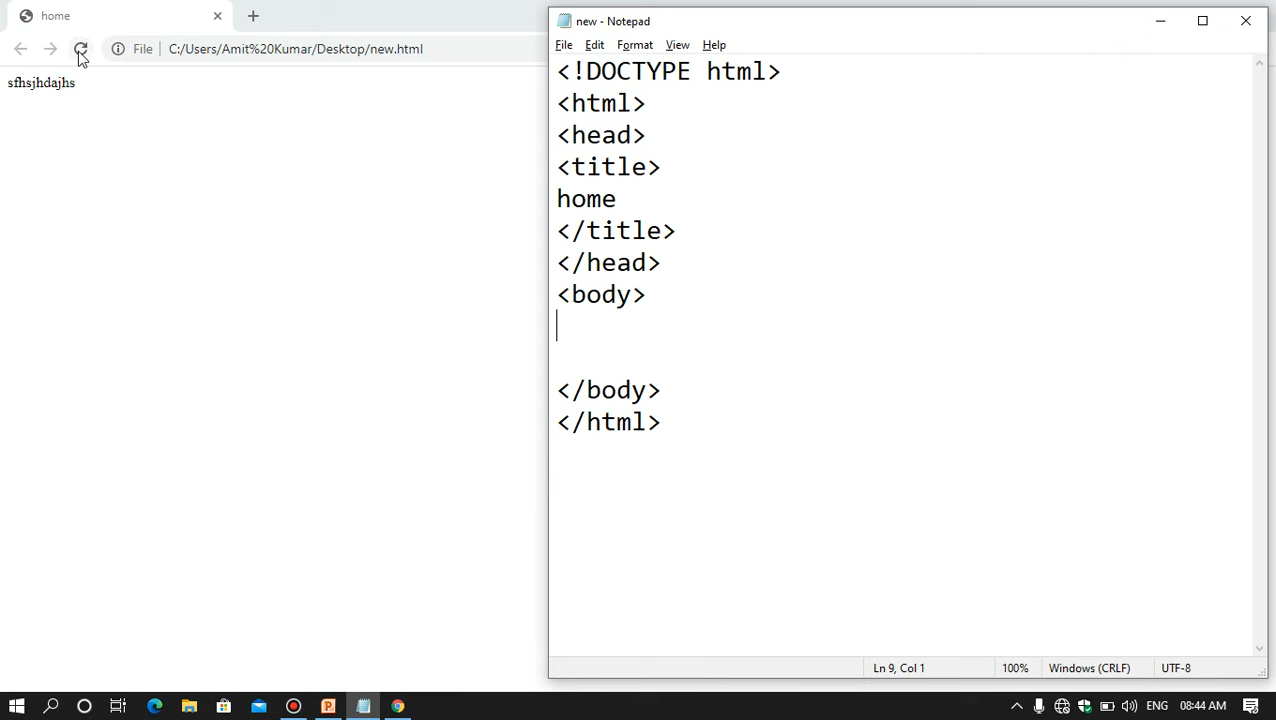 home
File C:/Users/Amit%20Kumar/Desktop/new.html
sfhsjhdajhs
new - Notepad
File Edit Format View Help
<!DOCTYPE html>
<html>
<head>
<title>
home
</title>
</head>
<body>
</body>
</html>
Ln 9, Col 1 100% Windows (CRLF) UTF-8
ENG 08:44 AM